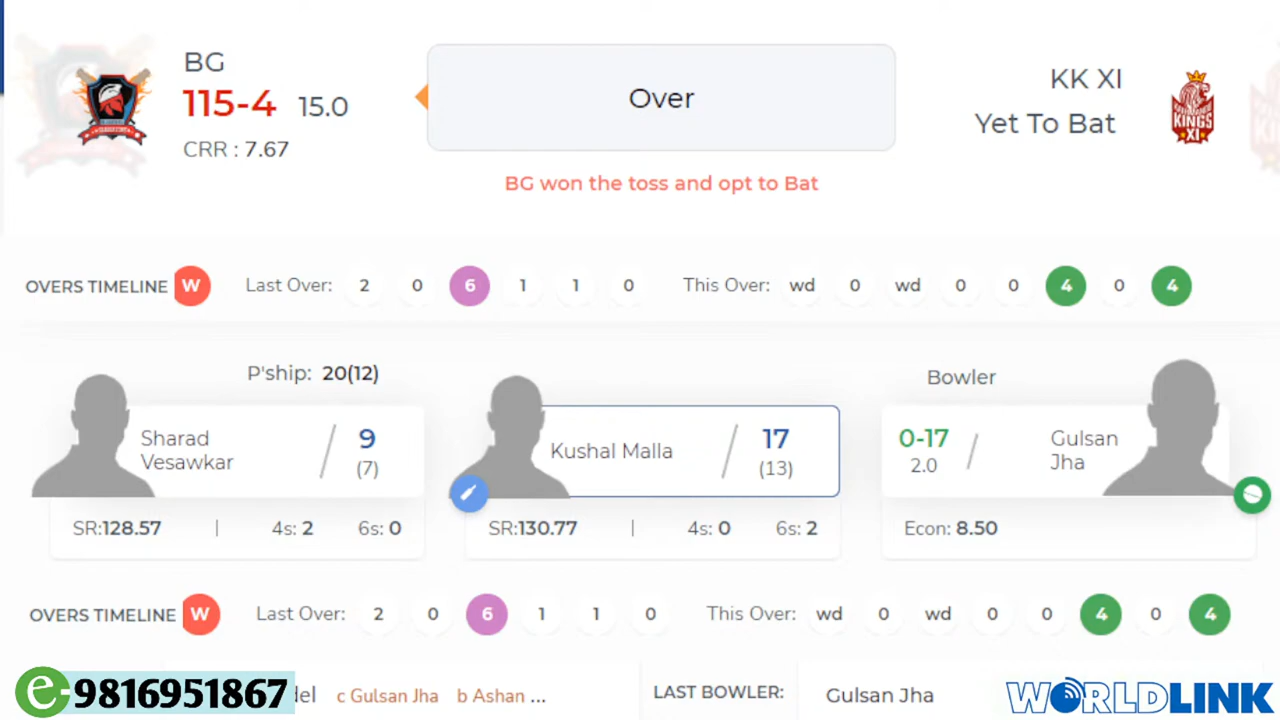 BG
115-4 15.0
CRR : 7.67
Over
BG won the toss and opt to Bat
KK XI
Yet To Bat
KINGS
XI
OVERS TIMELINE W Last Over: 2 0 6 1 1 0 This Over: wd 0 wd 0 0 4 0 4
P'ship: 20(12)
Sharad
Vesawkar
9
(7)
SR:128.57 | 4s: 2 6s: 0
Kushal Malla
17
(13)
SR:130.77 | 4s: 0 6s: 2
Bowler
0-17
2.0
Gulsan
Jha
Econ: 8.50
OVERS TIMELINE W Last Over: 2 0 6 1 1 0 This Over: wd 0 wd 0 0 4 0 4
e-9816951867 del c Gulsan Jha b Ashan ... LAST BOWLER: Gulsan Jha
WORLDLINK